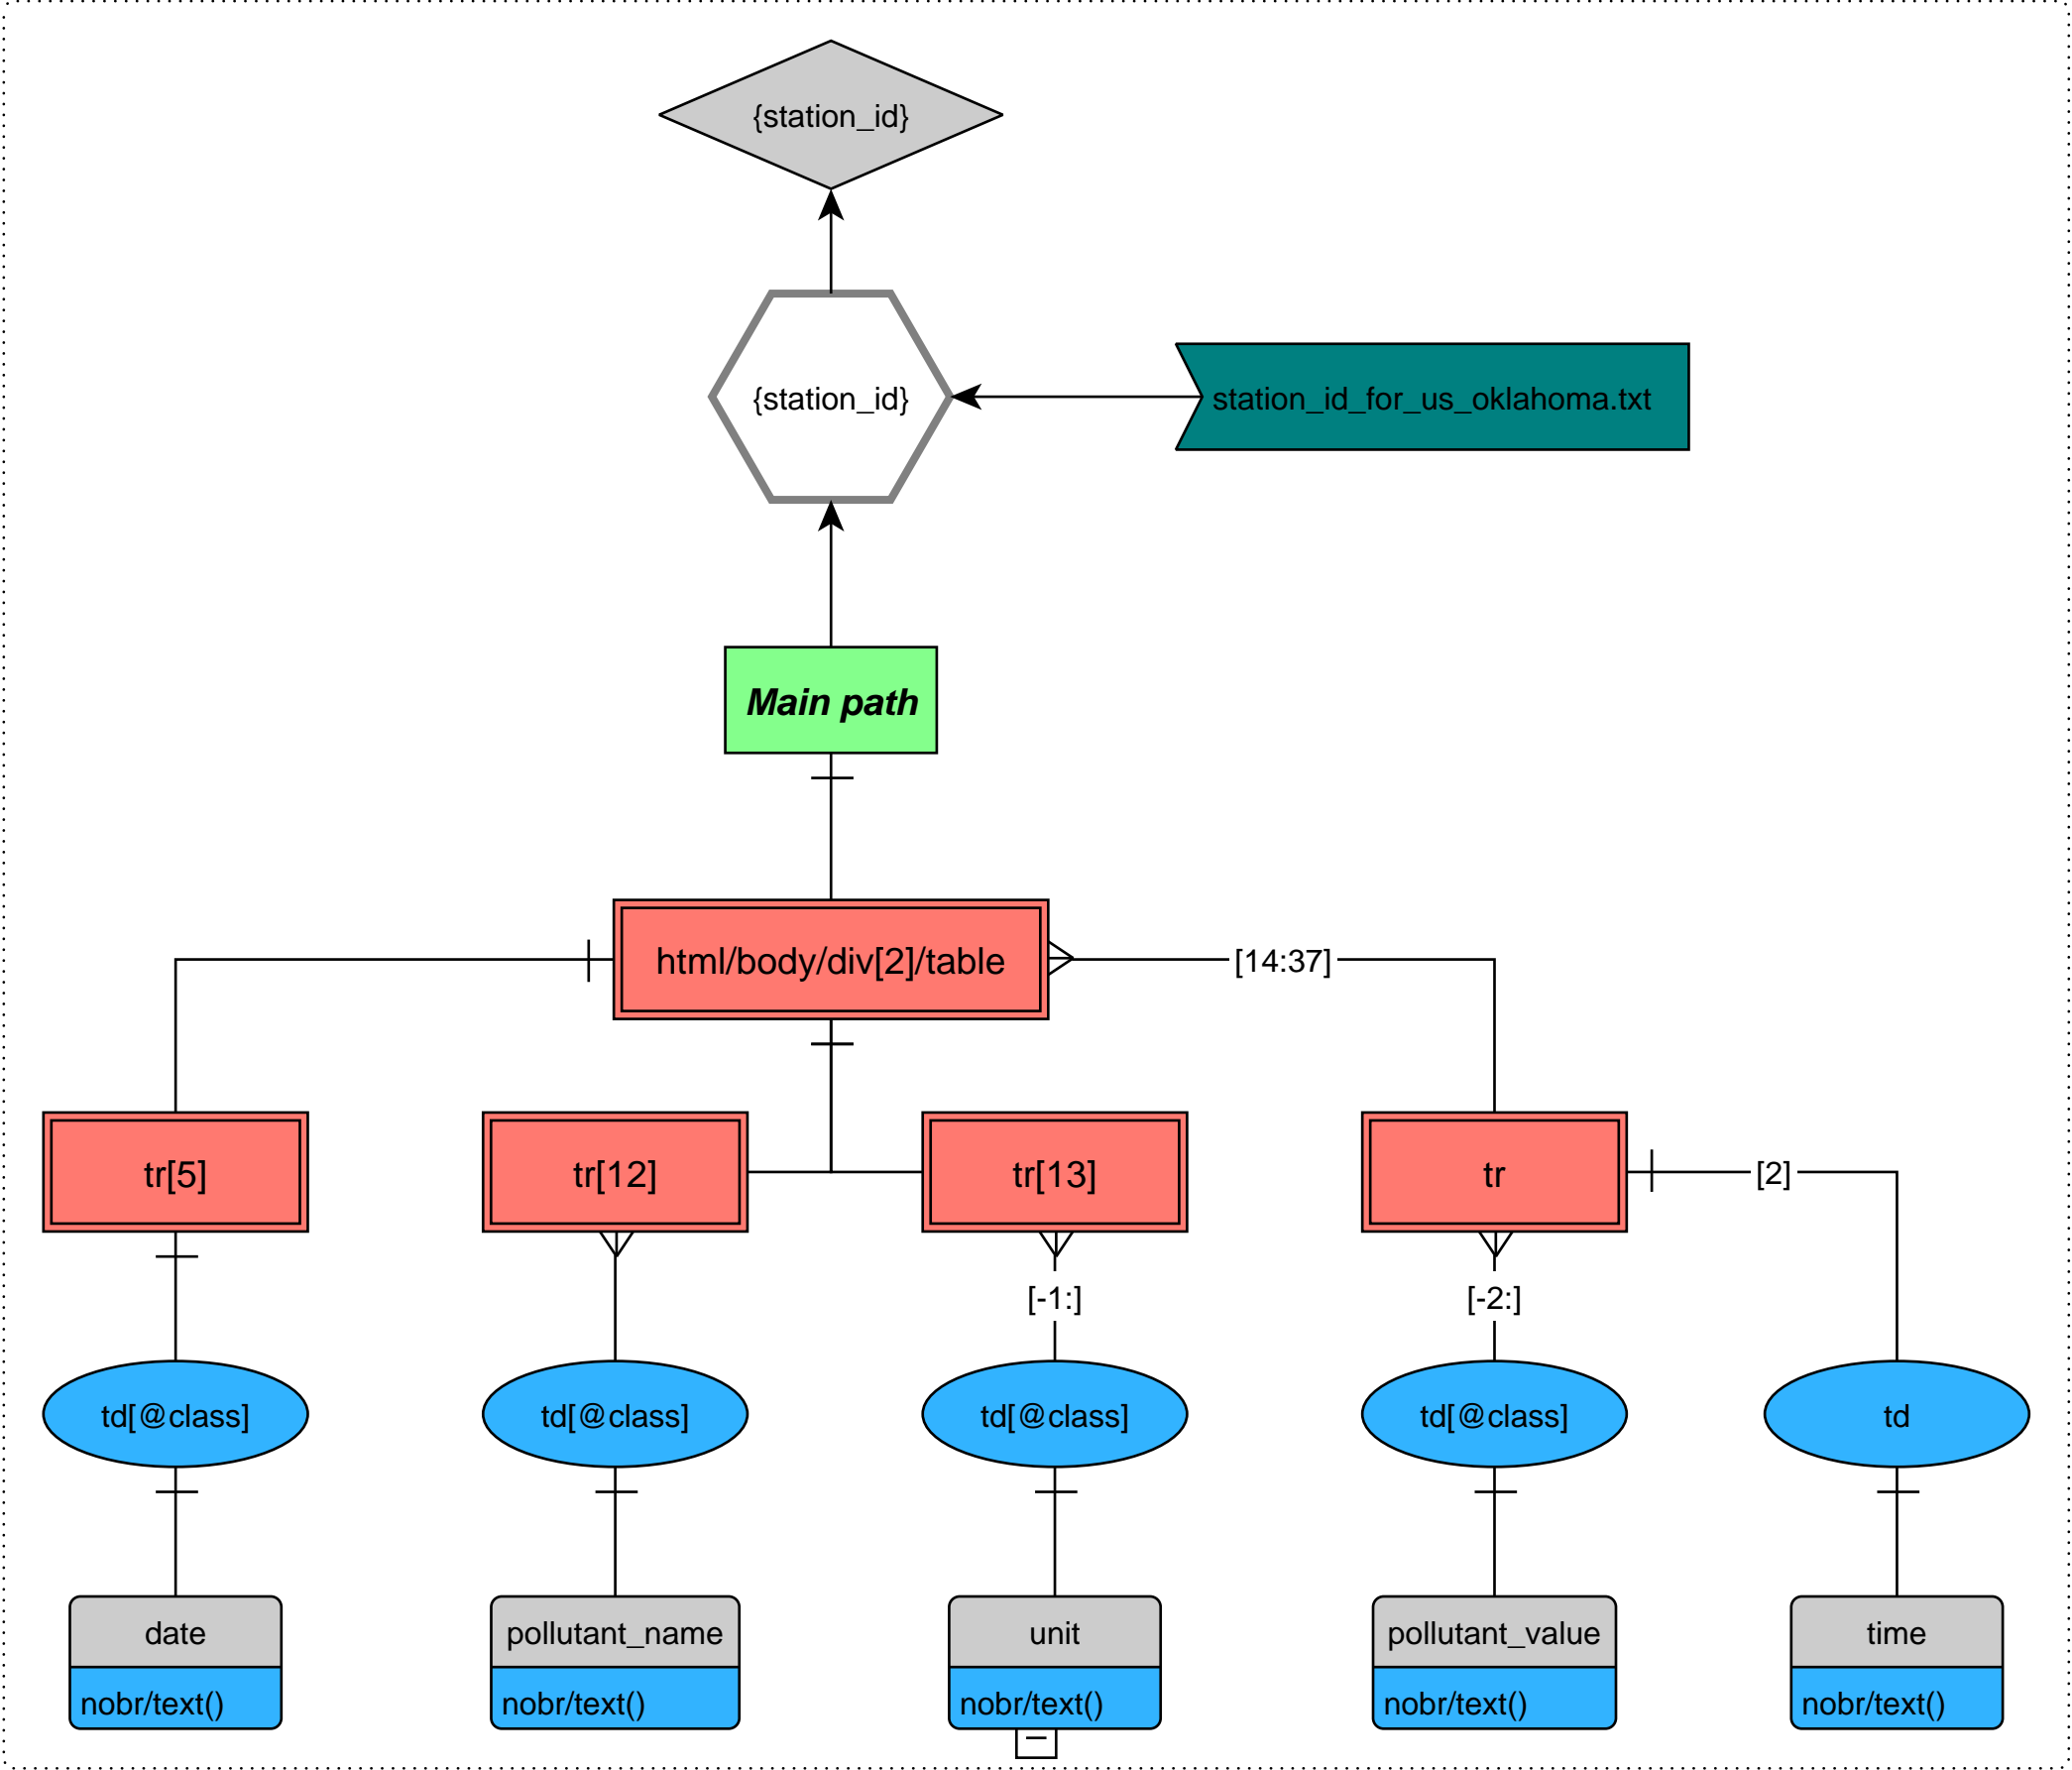 {station_id}
{station_id}
station_id_for_us_oklahoma.txt
Main path
html/body/div[2]/table
[14:37]
tr[5]
tr[12]
tr[13]
tr
[2]
[-1:]
[-2:]
td[@class]
td[@class]
td[@class]
td[@class]
td
date
pollutant_name
unit
pollutant_value
time
nobr/text()
nobr/text()
nobr/text()
nobr/text()
nobr/text()